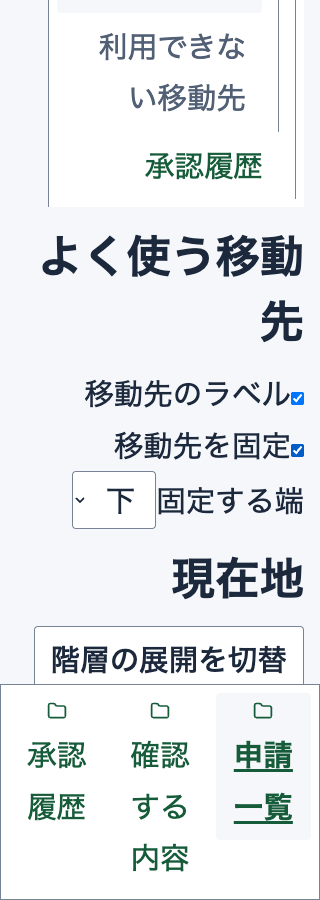 利用できな
い移動先
承認履歴
よく使う移動
先
移動先のラベル
移動先を固定
固定する端
下
現在地
階層の展開を切替
申請
一覧
確認
する
内容
承認
履歴